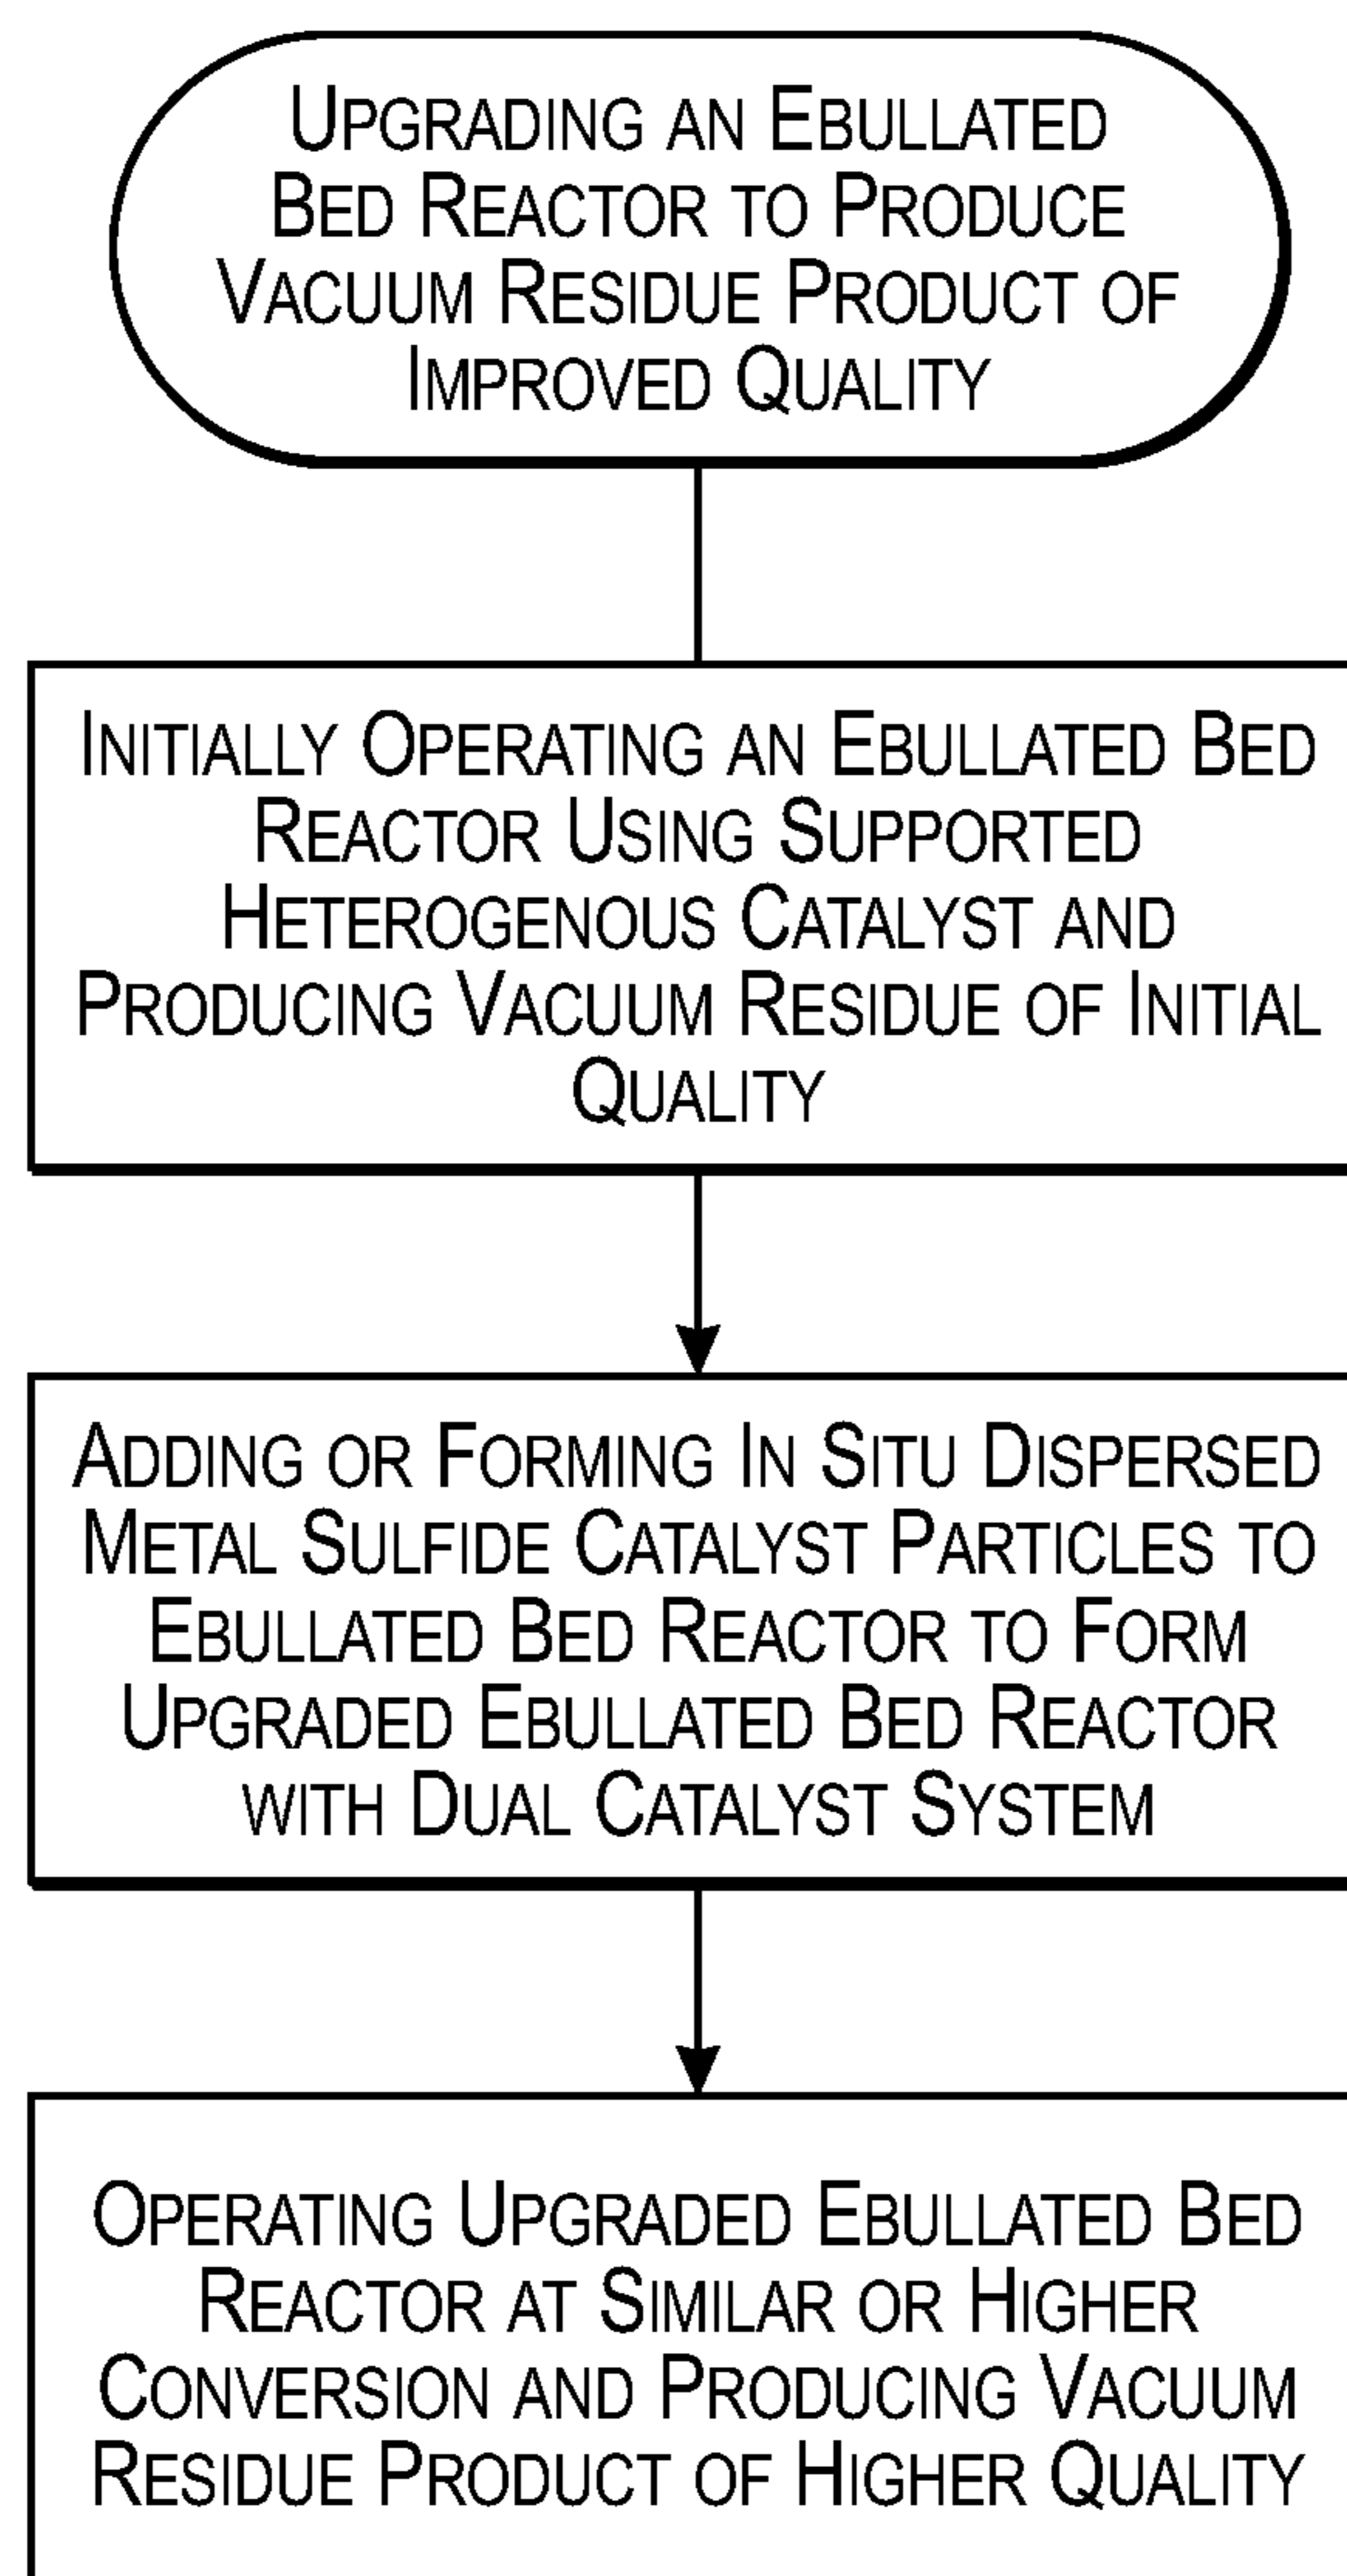 UPGRADING AN EBULLATED
BED REACTOR TO PRODUCE
VACUUM RESIDUE PRODUCT OF
IMPROVED QUALITY
INITIALLY OPERATING AN EBULLATED BED
REACTOR USING SUPPORTED
HETEROGENOUS CATALYST AND
PRODUCING VACUUM RESIDUE OF INITIAL
QUALITY
ADDING OR FORMING IN SITU DISPERSED
METAL SULFIDE CATALYST PARTICLES TO
EBULLATED BED REACTOR TO FORM
UPGRADED EBULLATED BED REACTOR
WITH DUAL CATALYST SYSTEM
OPERATING UPGRADED EBULLATED BED
REACTOR AT SIMILAR OR HIGHER
CONVERSION AND PRODUCING VACUUM
RESIDUE PRODUCT OF HIGHER QUALITY